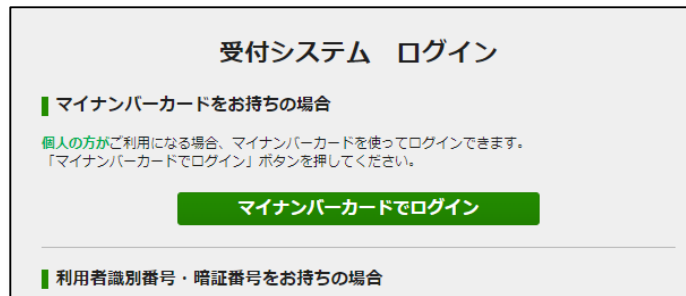 受付システム　ログイン
マイナンバーカードをお持ちの場合
個人の方がご利用になる場合、マイナンバーカードを使ってログインできます。
「マイナンバーカードでログイン」ボタンを押してください。
マイナンバーカードでログイン
利用者識別番号・暗証番号をお持ちの場合